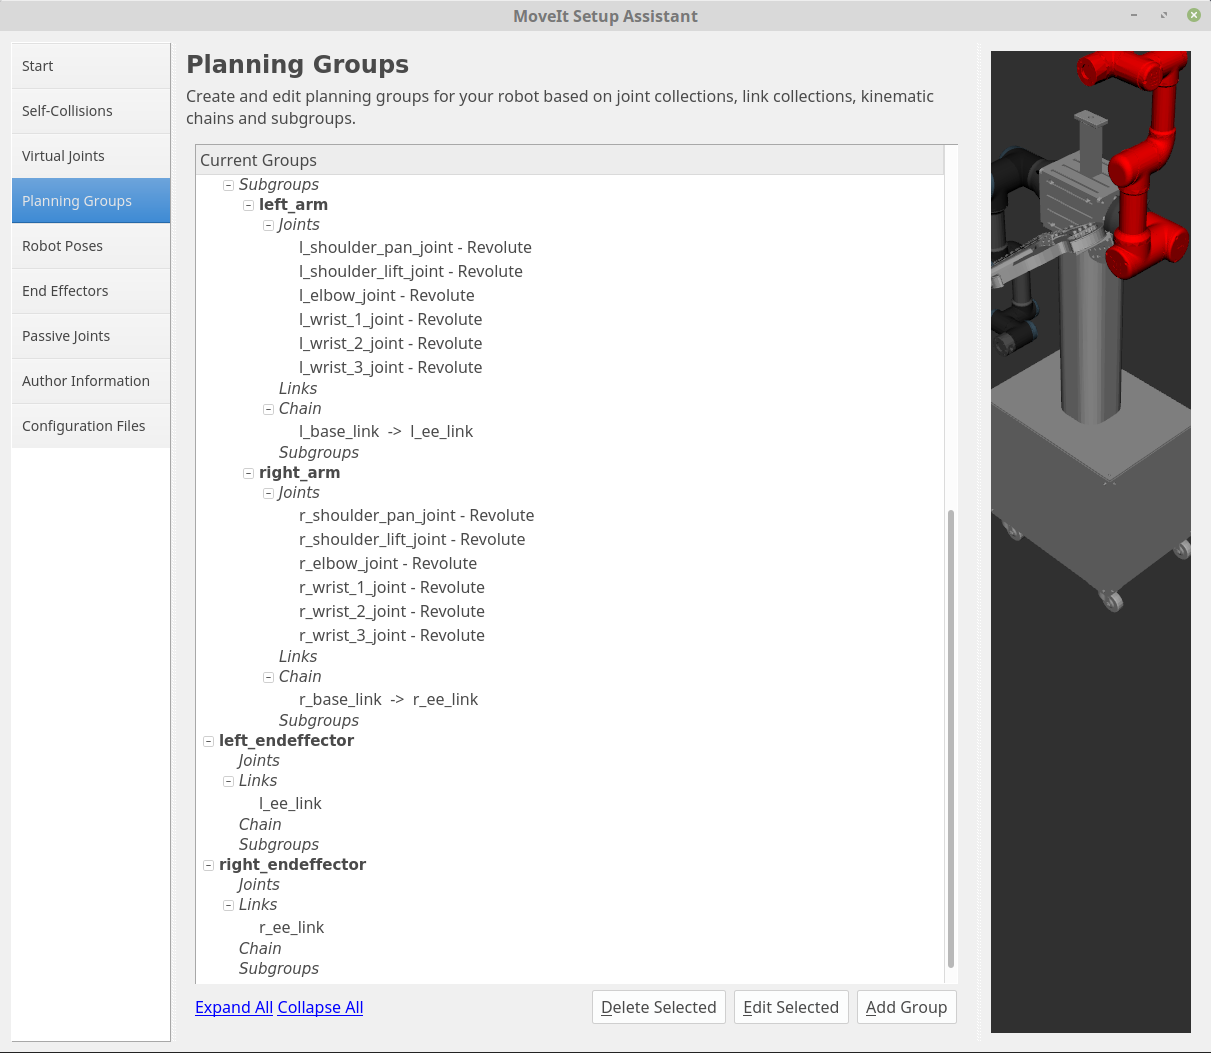 MoveIt Setup Assistant
Start
Self-Collisions
Virtual Joints
Planning Groups
Robot Poses
End Effectors
Passive Joints
Author Information
Configuration Files
Planning Groups
Create and edit planning groups for your robot based on joint collections, link collections, kinematic
chains and subgroups.
Current Groups
Subgroups
left_arm
Joints
l_shoulder_pan_joint - Revolute
l_shoulder_lift_joint - Revolute
l_elbow_joint - Revolute
l_wrist_1_joint - Revolute
l_wrist_2_joint - Revolute
l_wrist_3_joint - Revolute
Links
Chain
l_base_link -> l_ee_link
Subgroups
right_arm
Joints
r_shoulder_pan_joint - Revolute
r_shoulder_lift_joint - Revolute
r_elbow_joint - Revolute
r_wrist_1_joint - Revolute
r_wrist_2_joint - Revolute
r_wrist_3_joint - Revolute
Links
Chain
r_base_link -> r_ee_link
Subgroups
left_endeffector
Joints
Links
l_ee_link
Chain
Subgroups
right_endeffector
Joints
Links
r_ee_link
Chain
Subgroups
Expand All Collapse All
Delete Selected
Edit Selected
Add Group